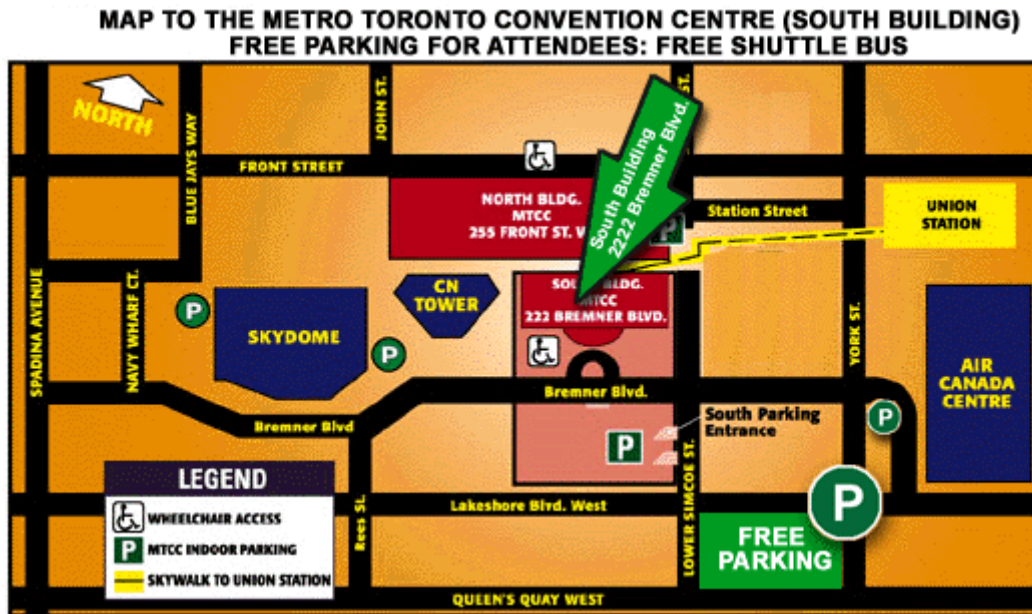 MAP TO THE METRO TORONTO CONVENTION CENTRE (SOUTH BUILDING)
FREE PARKING FOR ATTENDEES: FREE SHUTTLE BUS
NORTH
BLUE JAYS WAY
JOHN ST.
ST.
South Building
2222 Bremner Blvd.
FRONT STREET
NORTH BLDG.
MTCC
255 FRONT ST. W
P
Station Street
UNION
STATION
SPADINA AVENUE
NAVY WHARF CT.
P
SKYDOME
P
CN
TOWER
SOUTH BLDG.
MTCC
222 BREMNER BLVD.
YORK ST.
AIR
CANADA
CENTRE
Bremner Blvd
Bremner Blvd.
P
South Parking
Entrance
P
LEGEND
WHEELCHAIR ACCESS
P MTCC INDOOR PARKING
SKYWALK TO UNION STATION
Rees St.
Lakeshore Blvd. West
LOWER SIMCOE ST.
P
FREE
PARKING
QUEEN'S QUAY WEST